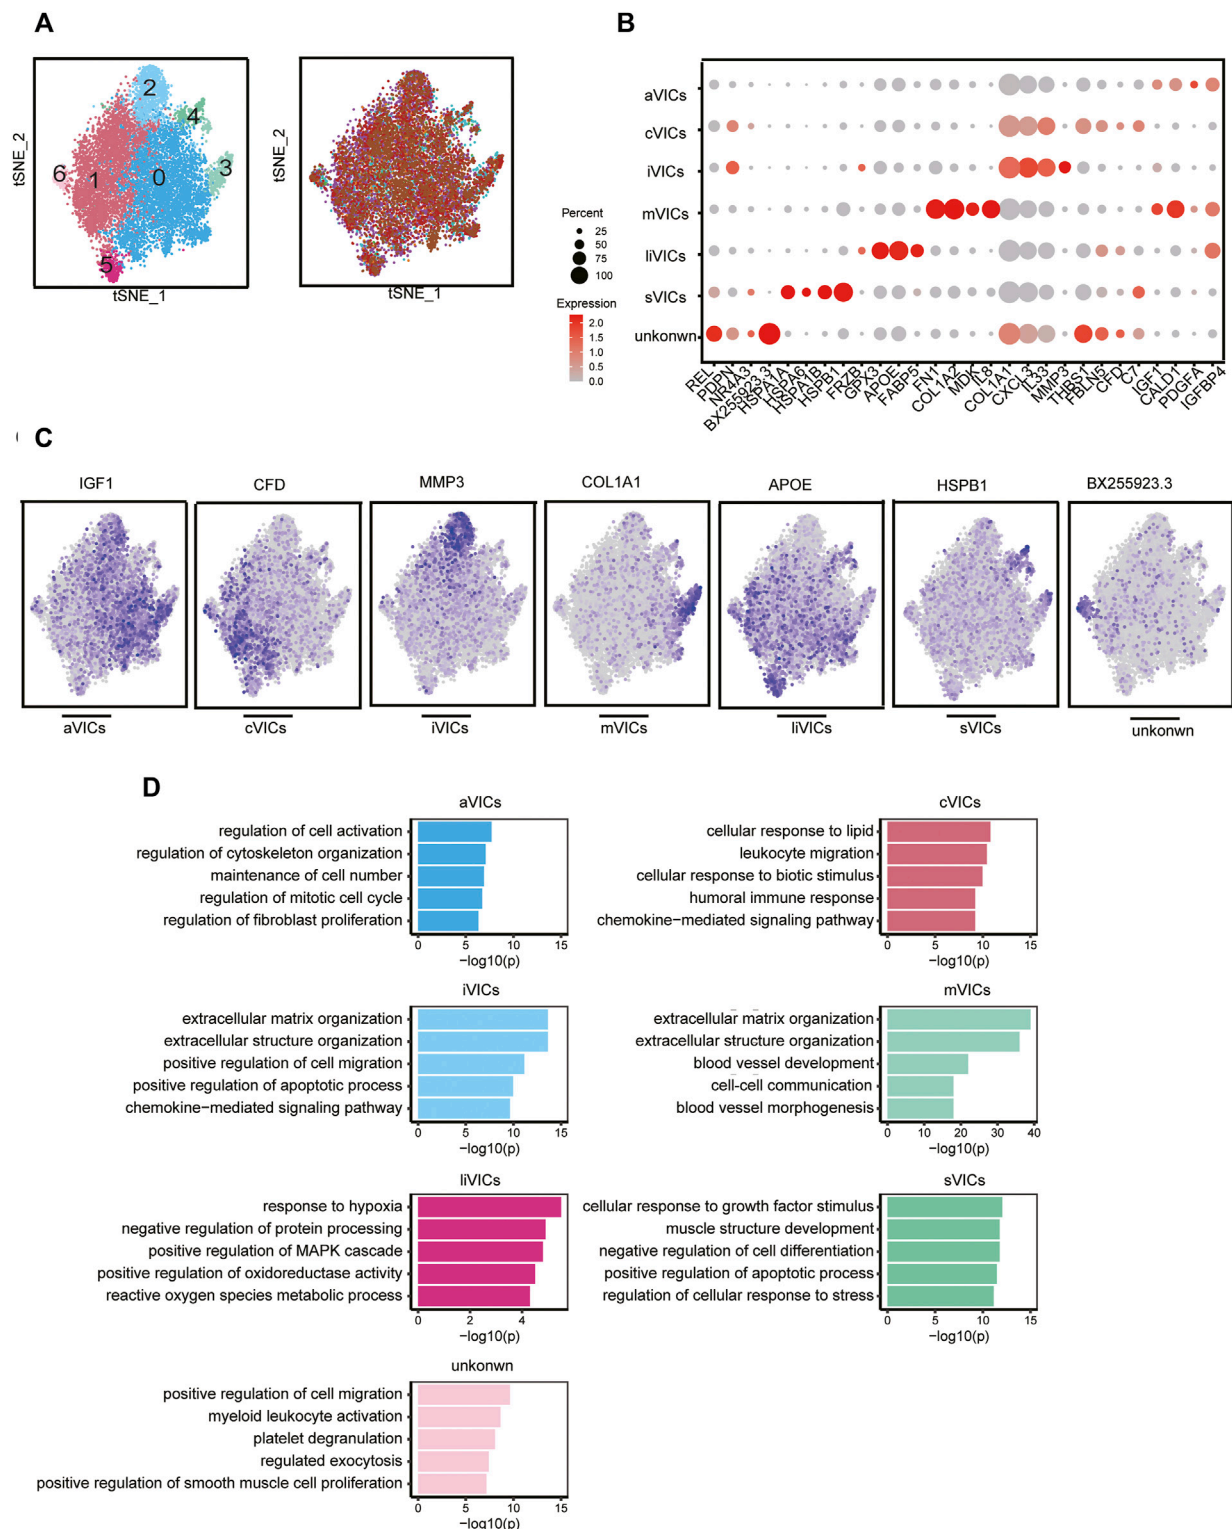 A
B
2
4
0
3
6
1
5
tSNE_2
tSNE_1
tSNE_2
tSNE_1
aVICs
cVICs
iVICs
mVICs
liVICs
sVICs
unkonwn
Percent
25
50
75
100
Expression
2.0
1.5
1.0
0.5
0.0
REL
PDPN
NR4A3
BX255923.3
HSPA1A
HSPA6
HSPA1B
HSPB1
FRZB
GPX3
APOE
FABP5
FN1
COL1A2
MDK
IL8
COL1A1
CXCL3
IL33
MMP3
THBS1
FBLN5
CFD
C7
IGF1
CALD1
PDGFA
IGFBP4
C
IGF1
CFD
MMP3
COL1A1
APOE
HSPB1
BX255923.3
aVICs
cVICs
iVICs
mVICs
liVICs
sVICs
unkonwn
D
aVICs
regulation of cell activation
regulation of cytoskeleton organization
maintenance of cell number
regulation of mitotic cell cycle
regulation of fibroblast proliferation
0 5 10 15
−log10(p)
cVICs
cellular response to lipid
leukocyte migration
cellular response to biotic stimulus
humoral immune response
chemokine−mediated signaling pathway
0 5 10 15
−log10(p)
iVICs
extracellular matrix organization
extracellular structure organization
positive regulation of cell migration
positive regulation of apoptotic process
chemokine−mediated signaling pathway
0 5 10 15
−log10(p)
mVICs
extracellular matrix organization
extracellular structure organization
blood vessel development
cell-cell communication
blood vessel morphogenesis
0 10 20 30 40
−log10(p)
liVICs
response to hypoxia
negative regulation of protein processing
positive regulation of MAPK cascade
positive regulation of oxidoreductase activity
reactive oxygen species metabolic process
0 2 4
−log10(p)
sVICs
cellular response to growth factor stimulus
muscle structure development
negative regulation of cell differentiation
positive regulation of apoptotic process
regulation of cellular response to stress
0 5 10 15
−log10(p)
unkonwn
positive regulation of cell migration
myeloid leukocyte activation
platelet degranulation
regulated exocytosis
positive regulation of smooth muscle cell proliferation
0 5 10 15
−log10(p)